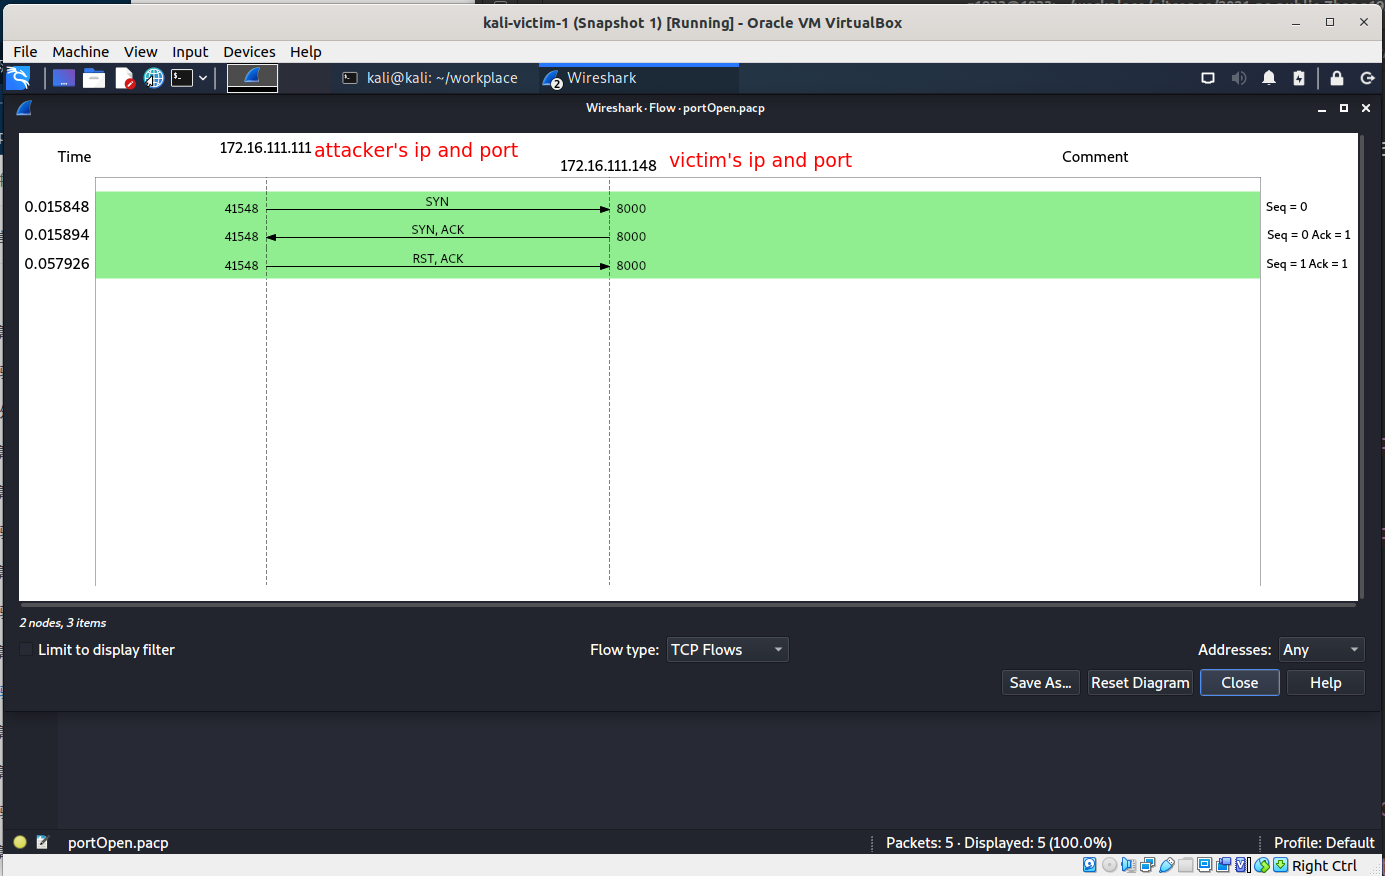 kali-victim-1 (Snapshot 1) [Running] - Oracle VM VirtualBox
File Machine View Input Devices Help
kali@kali: ~/workplace
2 Wireshark
Wireshark · Flow · portOpen.pacp
Time
172.16.111.111 attacker's ip and port
172.16.111.148 victim's ip and port
Comment
0.015848 41548 SYN 8000 Seq = 0
0.015894 41548 SYN, ACK 8000 Seq = 0 Ack = 1
0.057926 41548 RST, ACK 8000 Seq = 1 Ack = 1
2 nodes, 3 items
Limit to display filter
Flow type: TCP Flows
Addresses: Any
Save As... Reset Diagram Close Help
portOpen.pacp
Packets: 5 · Displayed: 5 (100.0%)
Profile: Default
Right Ctrl